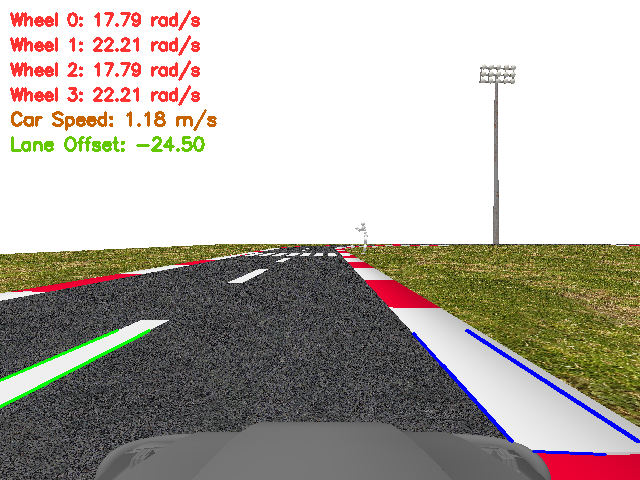 Wheel 0: 17.79 rad/s
Wheel 1: 22.21 rad/s
Wheel 2: 17.79 rad/s
Wheel 3: 22.21 rad/s
Car Speed: 1.18 m/s
Lane Offset: -24.50